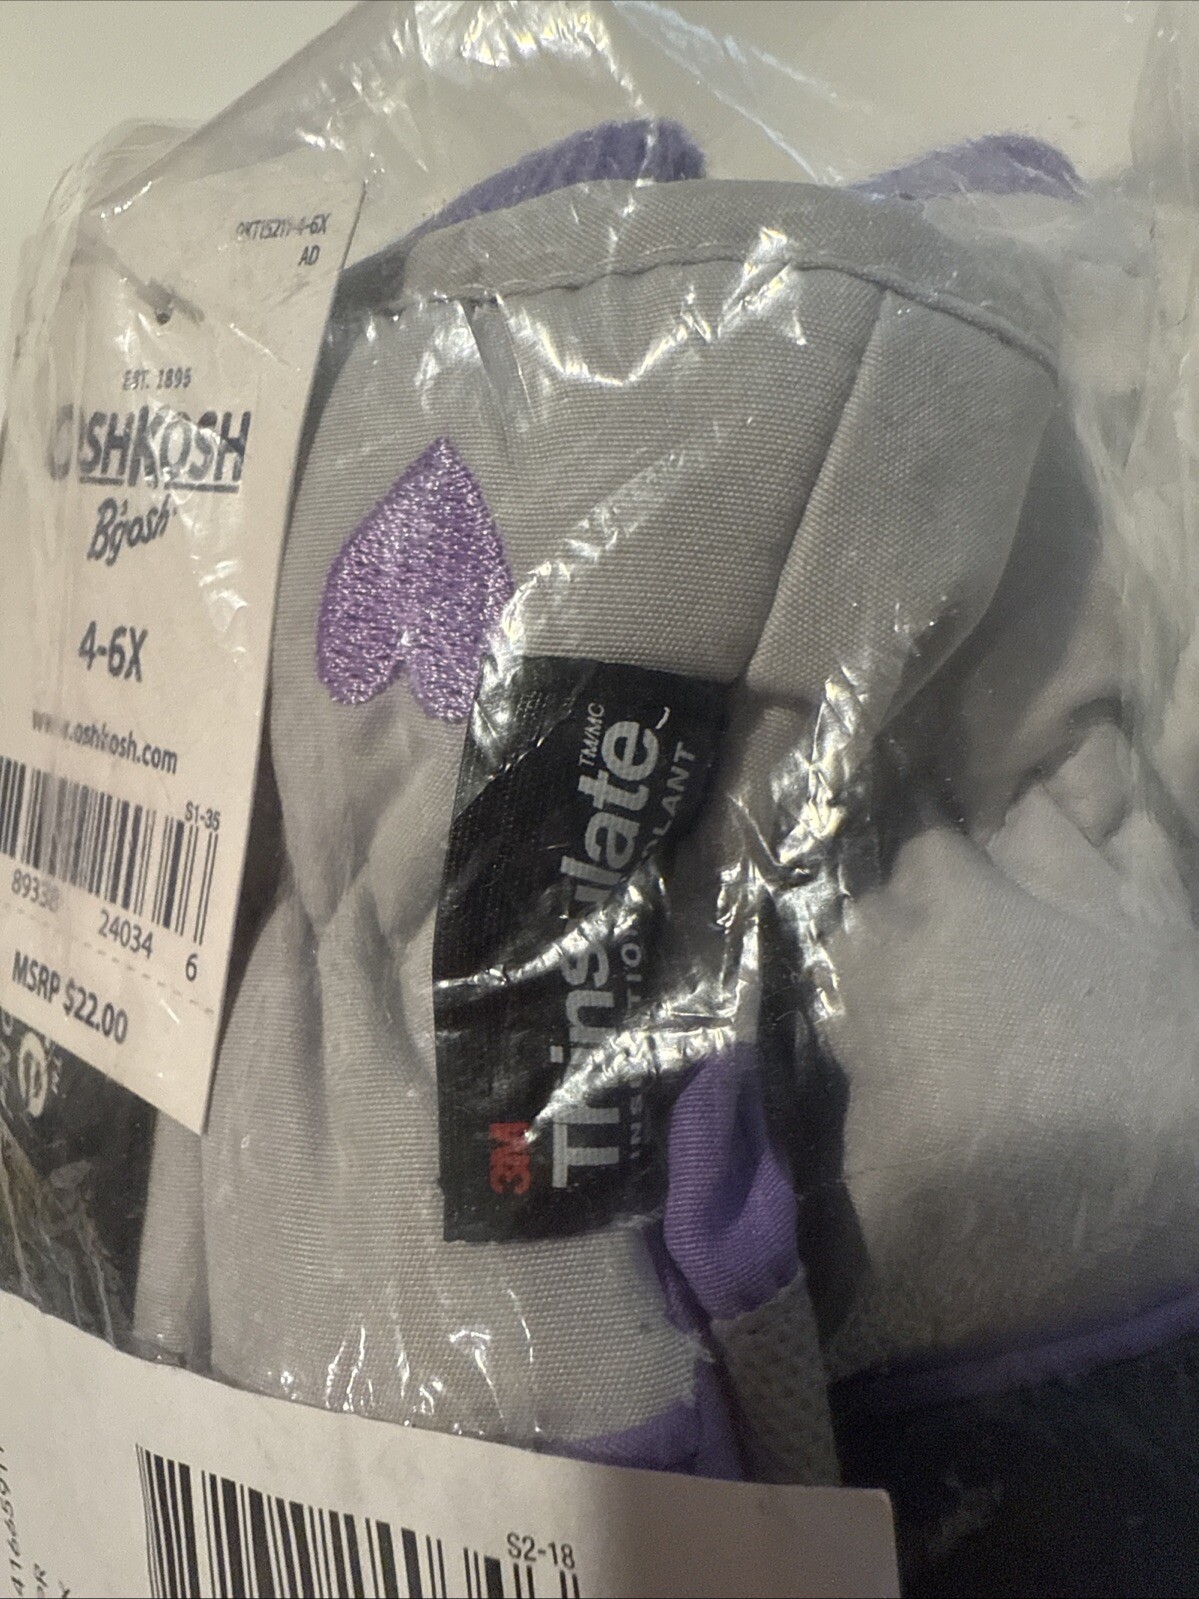 AD
EST. 1895
OSHKOSH
B'gosh
4-6X
www.oshkosh.com
S1-35
24034
6
MSRP $22.00
3M
Thinsulate TM/MC
S2-18